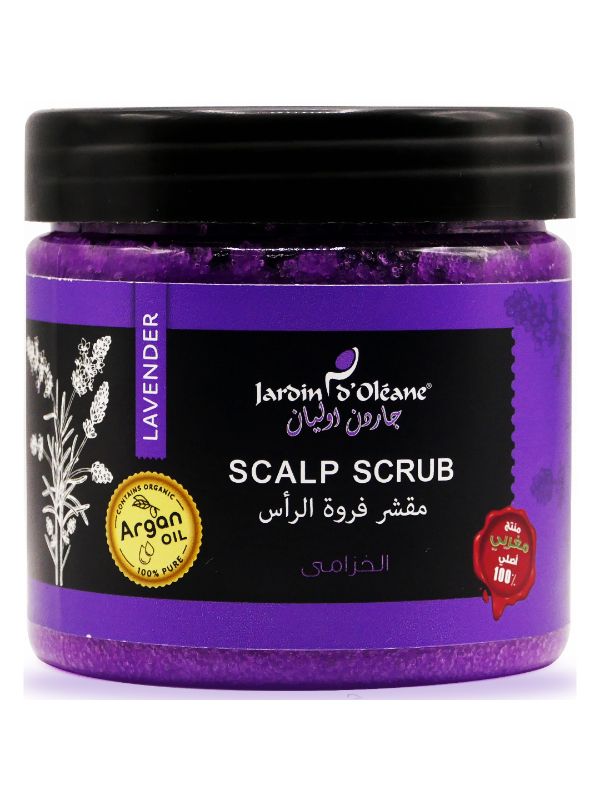 LAVENDER
Jardin d'Oléane®
جاردن اوليان
SCALP SCRUB
مقشر فروة الرأس
الخزامى
CONTAINS ORGANIC
Argan
OIL
100% PURE
منتج
مغربي
أصلي
100%